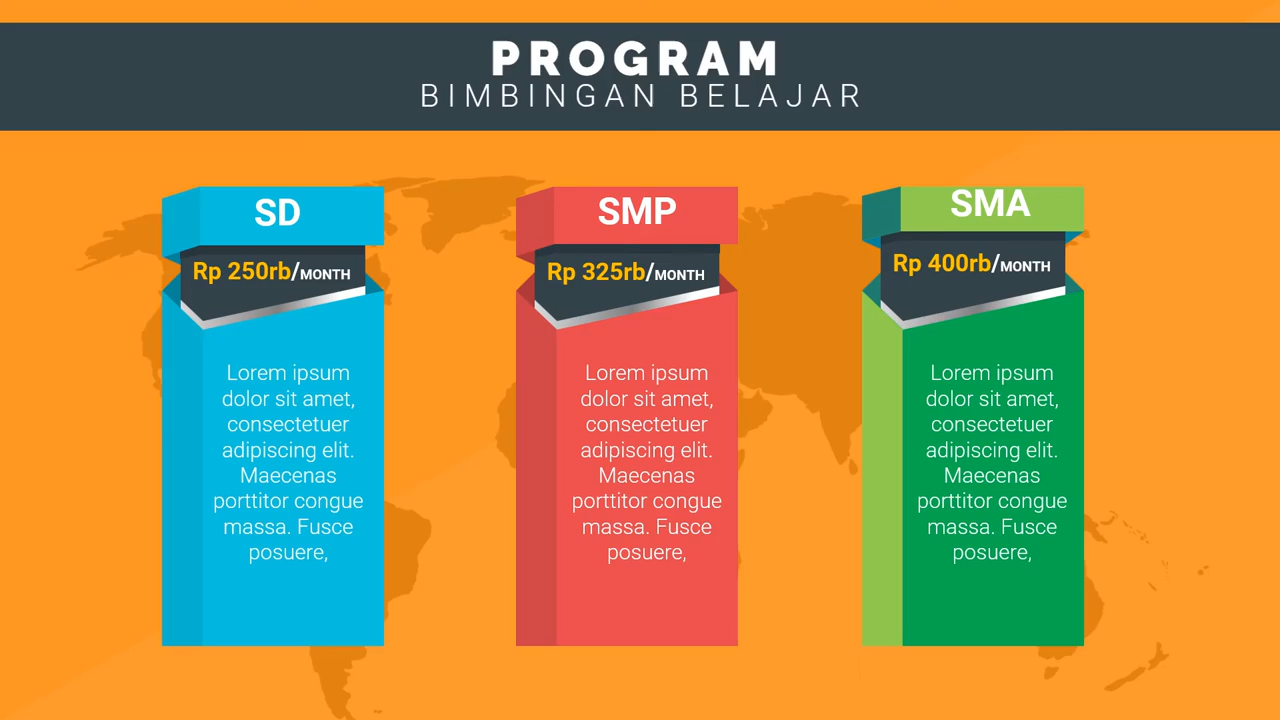 PROGRAM
BIMBINGAN BELAJAR
SD
Rp 250rb/MONTH
Lorem ipsum
dolor sit amet,
consectetuer
adipiscing elit.
Maecenas
porttitor congue
massa. Fusce
posuere,
SMP
Rp 325rb/MONTH
Lorem ipsum
dolor sit amet,
consectetuer
adipiscing elit.
Maecenas
porttitor congue
massa. Fusce
posuere,
SMA
Rp 400rb/MONTH
Lorem ipsum
dolor sit amet,
consectetuer
adipiscing elit.
Maecenas
porttitor congue
massa. Fusce
posuere,